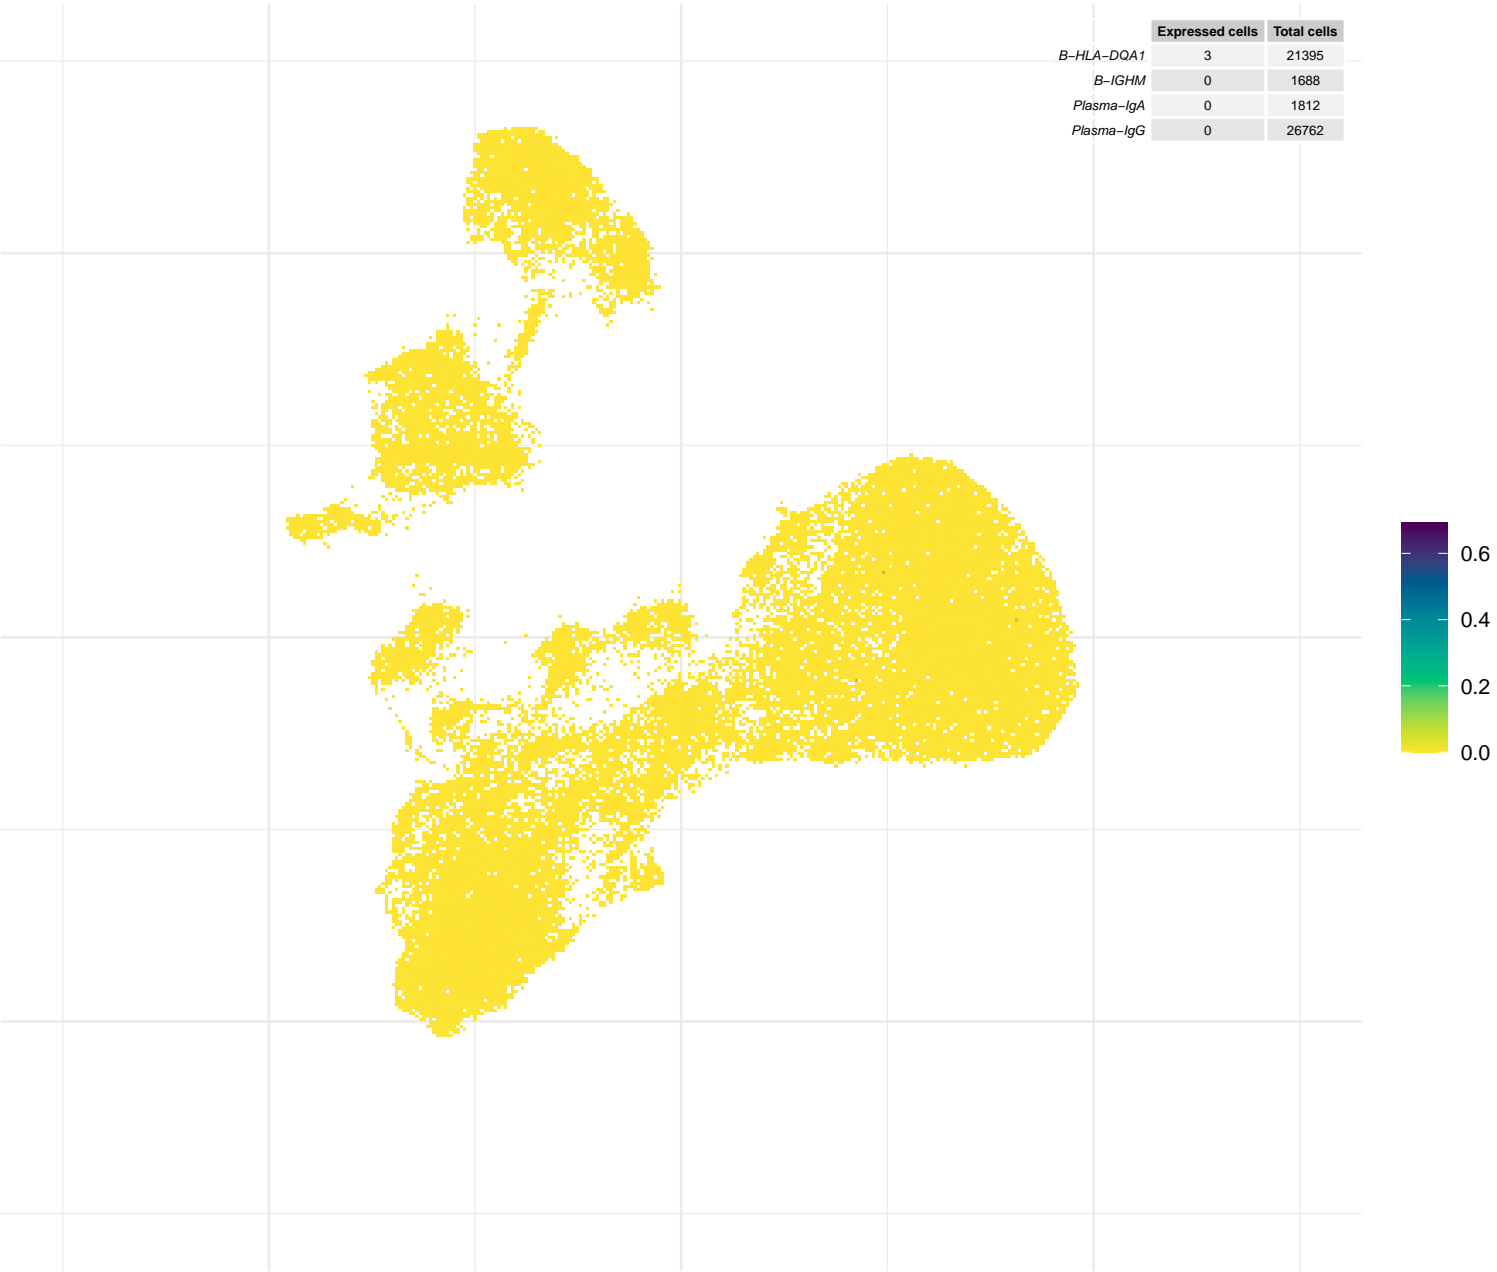 Expressed cells Total cells
B−HLA−DQA1 3 21395
B−IGHM 0 1688
Plasma−IgA 0 1812
Plasma−IgG 0 26762
0.6
0.4
0.2
0.0